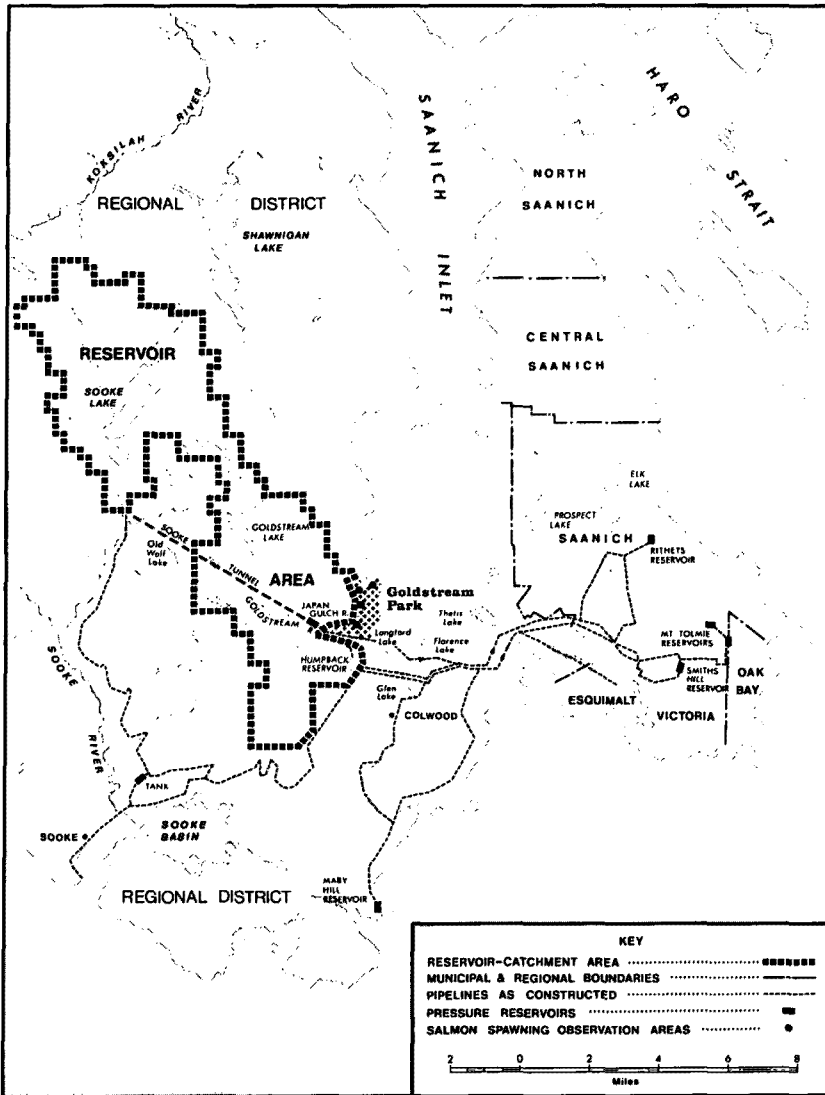 KOKSILAH RIVER
SAANICH INLET
HARO STRAIT
NORTH
SAANICH
REGIONAL DISTRICT
SHAWNIGAN
LAKE
CENTRAL
SAANICH
RESERVOIR
SOOKE
LAKE
ELK
LAKE
PROSPECT
LAKE
SAANICH
RITHETS
RESERVOIR
GOLDSTREAM
LAKE
SOOKE TUNNEL
Old
Wolf
Lake
AREA
Goldstream
Park
JAPAN
GULCH R.
GOLDSTREAM R.
Thetis
Lake
Langford
Lake
Florence
Lake
MT TOLMIE
RESERVOIRS
HUMPBACK
RESERVOIR
SMITHS
HILL
RESERVOIR
OAK
BAY
Glen
Lake
ESQUIMALT
COLWOOD
VICTORIA
SOOKE RIVER
TANK
SOOKE
SOOKE
BASIN
MARY
HILL
RESERVOIR
REGIONAL DISTRICT
KEY
RESERVOIR-CATCHMENT AREA
MUNICIPAL & REGIONAL BOUNDARIES
PIPELINES AS CONSTRUCTED
PRESSURE RESERVOIRS
SALMON SPAWNING OBSERVATION AREAS
2 0 2 4 6 8
Miles